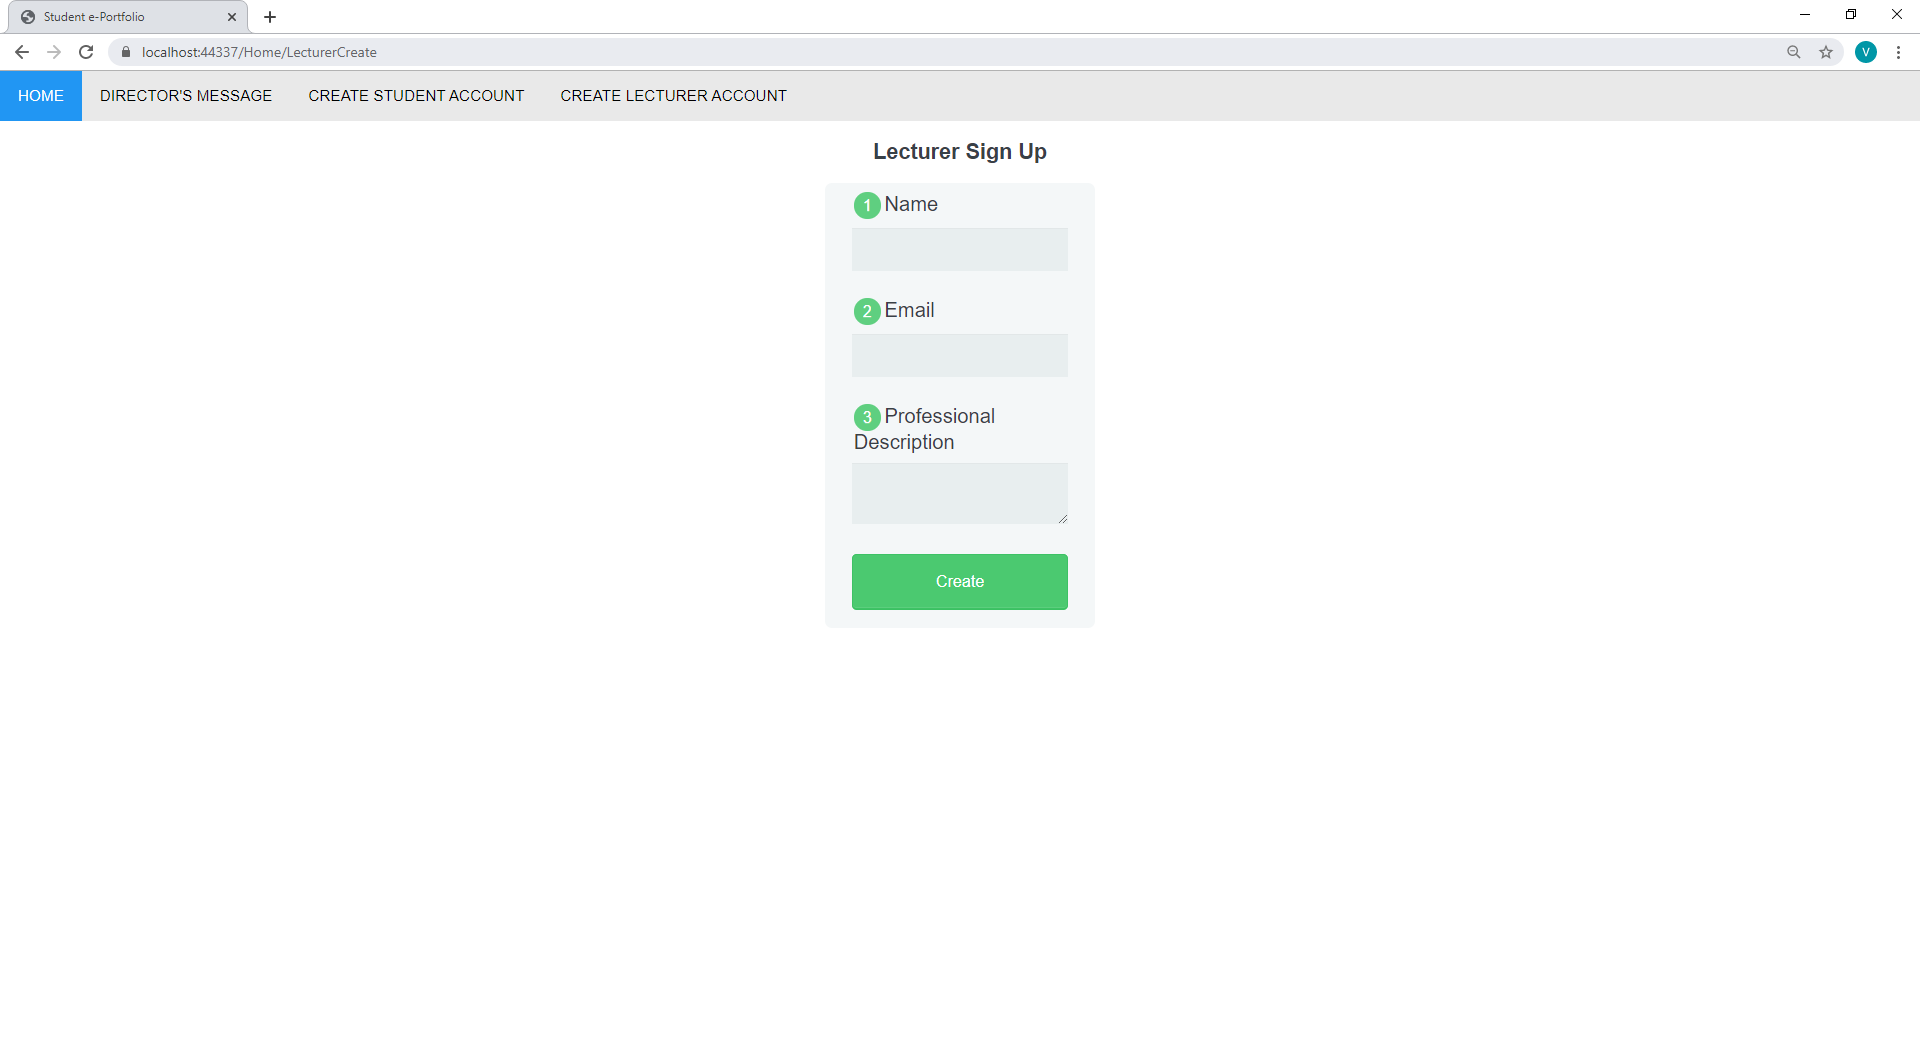 Student e-Portfolio
localhost:44337/Home/LecturerCreate
V
HOME DIRECTOR'S MESSAGE CREATE STUDENT ACCOUNT CREATE LECTURER ACCOUNT
Lecturer Sign Up
1 Name
2 Email
3 Professional
Description
Create